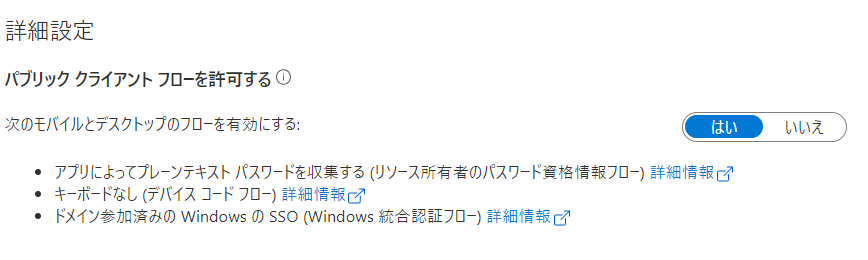 詳細設定
パブリック クライアント フローを許可する
次のモバイルとデスクトップのフローを有効にする:
はい いいえ
• アプリによってプレーンテキスト パスワードを収集する (リソース所有者のパスワード資格情報フロー) 詳細情報
• キーボードなし (デバイス コード フロー) 詳細情報
• ドメイン参加済みの Windows の SSO (Windows 統合認証フロー) 詳細情報